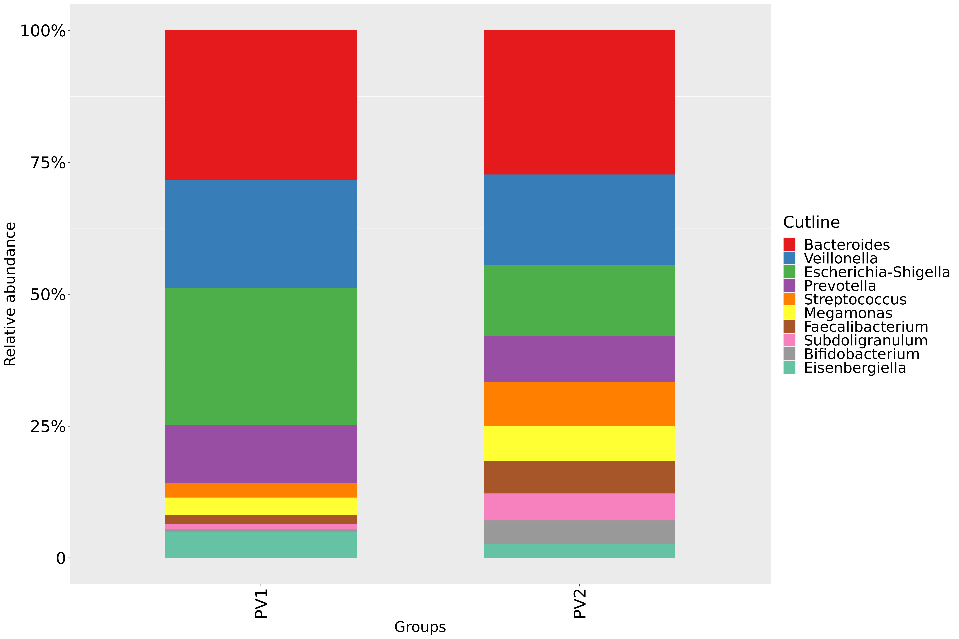 100%
75%
50%
25%
0
Relative abundance
PV1
PV2
Groups
Cutline
Bacteroides
Veillonella
Escherichia-Shigella
Prevotella
Streptococcus
Megamonas
Faecalibacterium
Subdoligranulum
Bifidobacterium
Eisenbergiella